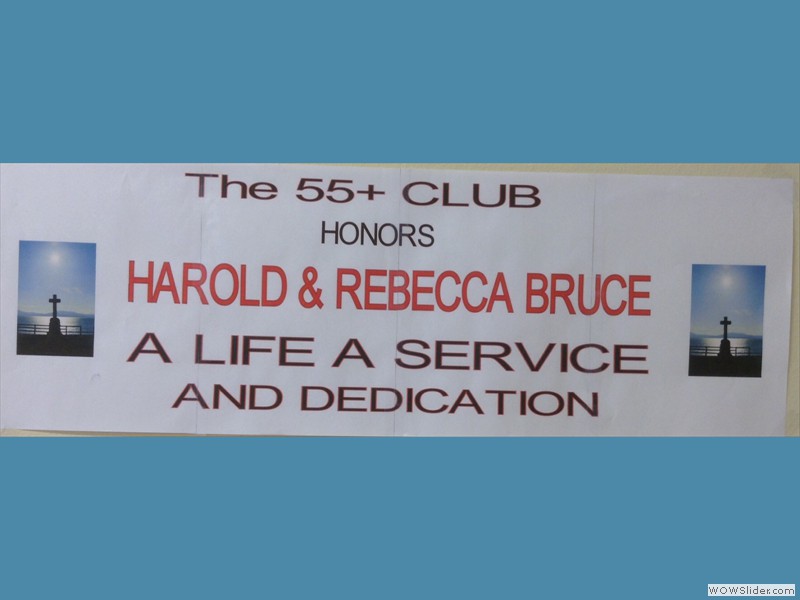 The 55+ CLUB
HONORS
HAROLD & REBECCA BRUCE
A LIFE A SERVICE
AND DEDICATION
WOWSlider.com